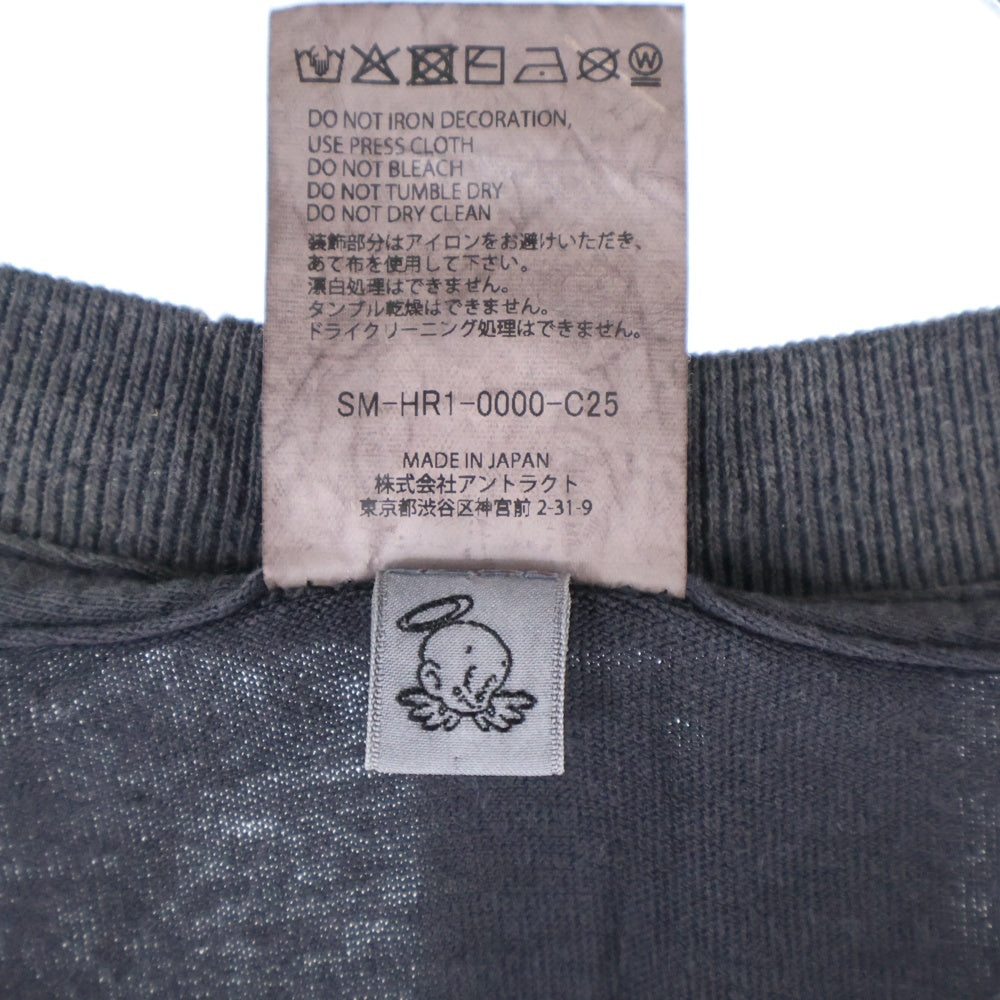 W
DO NOT IRON DECORATION,
USE PRESS CLOTH
DO NOT BLEACH
DO NOT TUMBLE DRY
DO NOT DRY CLEAN
装飾部分はアイロンをお避けいただき、
あて布を使用して下さい。
漂白処理はできません。
タンブル乾燥はできません。
ドライクリーニング処理はできません。
SM-HR1-0000-C25
MADE IN JAPAN
株式会社アントラクト
東京都渋谷区神宮前 2-31-9